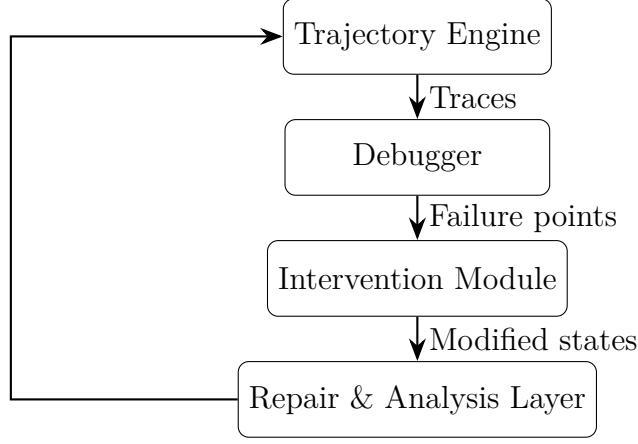 Trajectory Engine
Traces
Debugger
Failure points
Intervention Module
Modified states
Repair & Analysis Layer